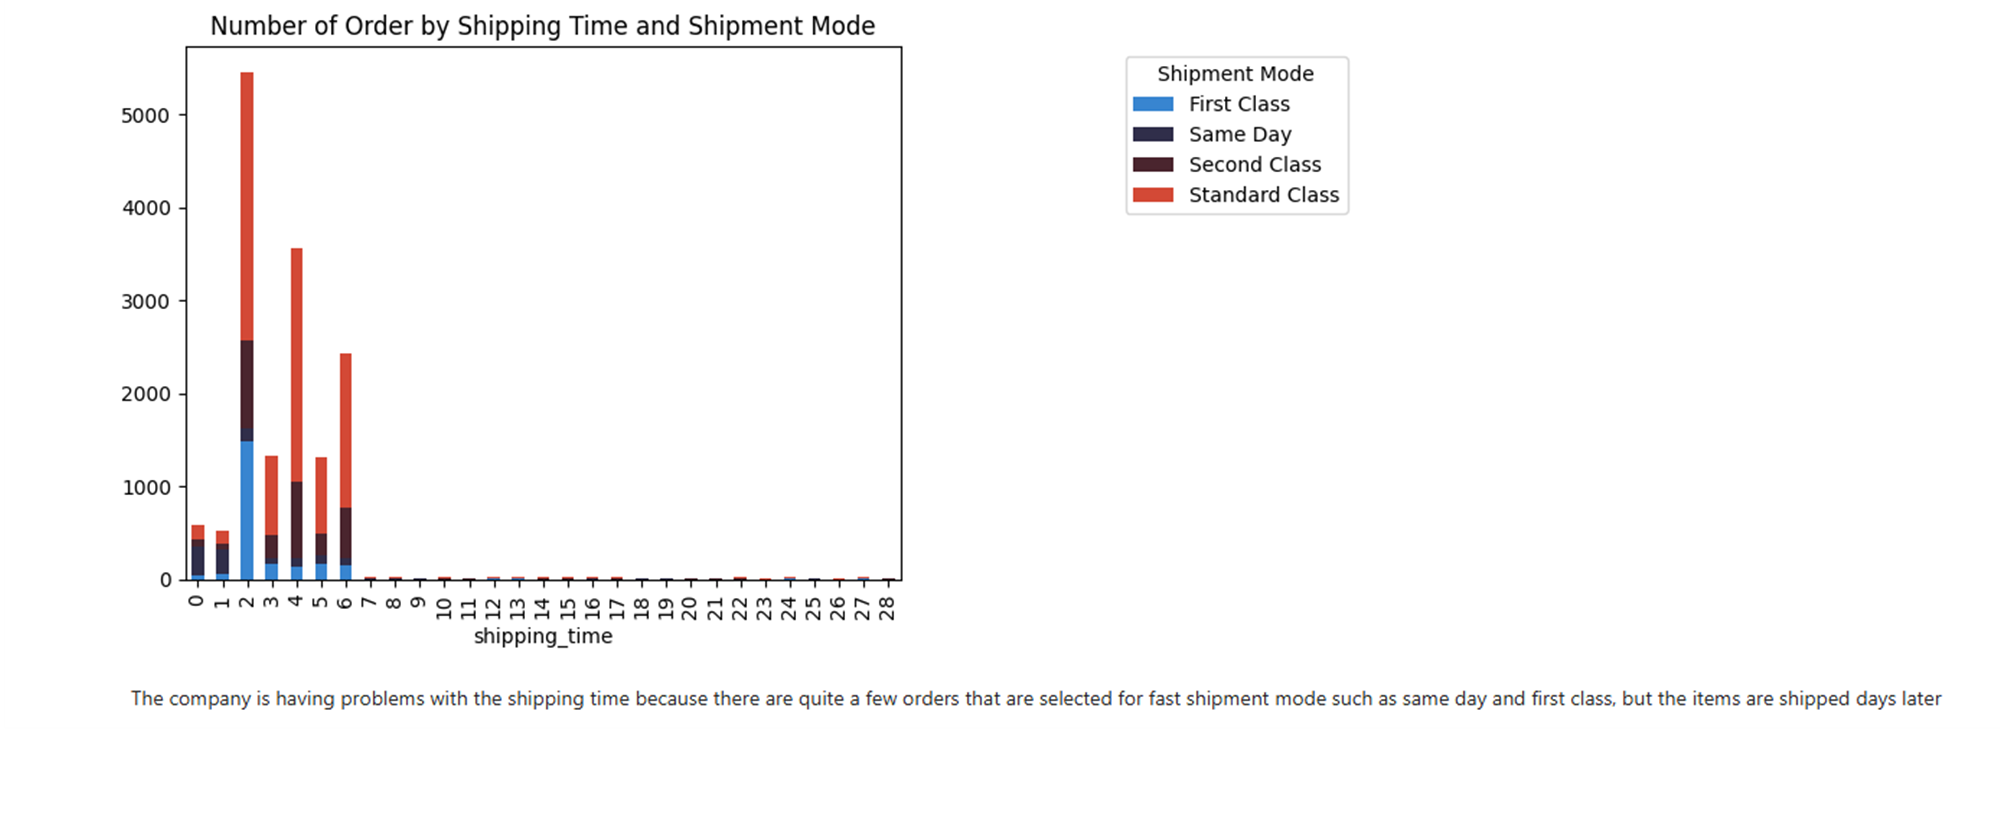 Number of Order by Shipping Time and Shipment Mode
Shipment Mode
First Class
Same Day
Second Class
Standard Class
5000
4000
3000
2000
1000
0
0 1 2 3 4 5 6 7 8 9 10 11 12 13 14 15 16 17 18 19 20 21 22 23 24 25 26 27 28
shipping_time
The company is having problems with the shipping time because there are quite a few orders that are selected for fast shipment mode such as same day and first class, but the items are shipped days later